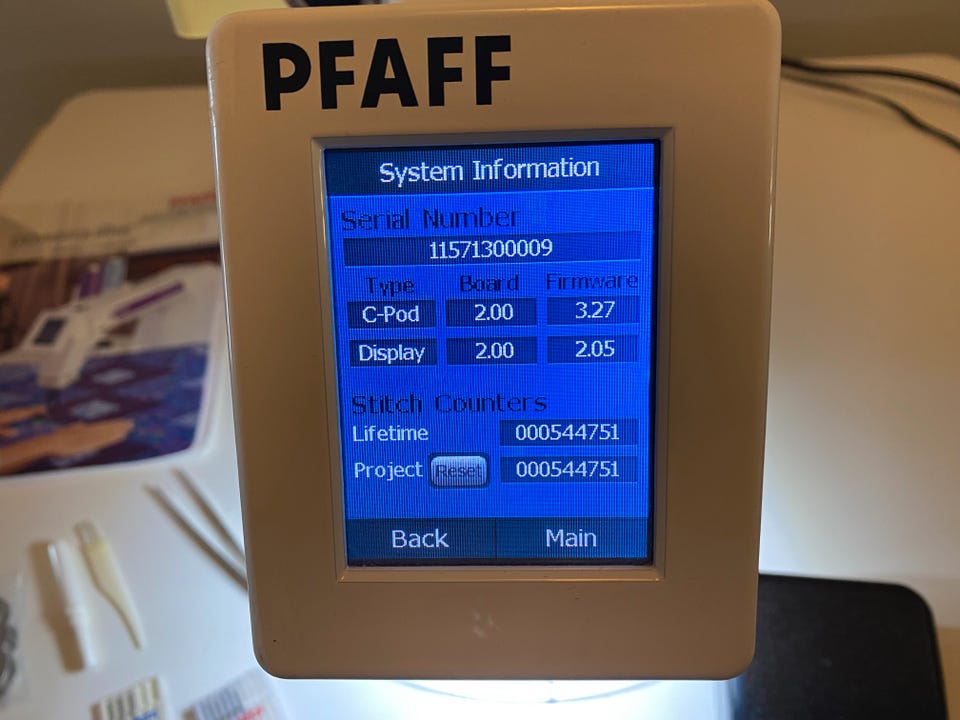 PFAFF
System Information
Serial Number
11571300009
Type Board Firmware
C-Pod 2.00 3.27
Display 2.00 2.05
Stitch Counters
Lifetime 000544751
Project Reset 000544751
Back Main